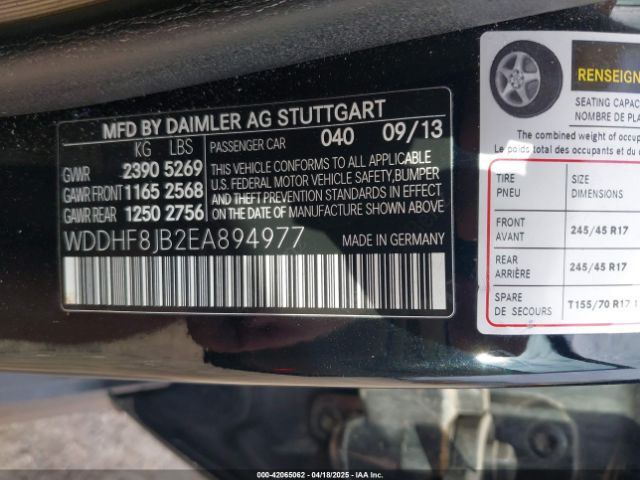 MFD BY DAIMLER AG STUTTGART
KG LBS PASSENGER CAR 040 09/13
GVWR 2390 5269
GAWR FRONT 1165 2568
GAWR REAR 1250 2756
THIS VEHICLE CONFORMS TO ALL APPLICABLE
U.S. FEDERAL MOTOR VEHICLE SAFETY, BUMPER
AND THEFT PREVENTION STANDARDS IN EFFECT
ON THE DATE OF MANUFACTURE SHOWN ABOVE.
WDDHF8JB2EA894977 MADE IN GERMANY
RENSEIGN
SEATING CAPAC
NOMBRE DE PLA
The combined weight of occup
Le poids total des occupants et du c
TIRE
PNEU
SIZE
DIMENSIONS
FRONT
AVANT
245/45 R17
REAR
ARRIÈRE
245/45 R17
SPARE
DE SECOURS
T155/70 R17
000-42065062 04/18/2025 IAAI, Inc.